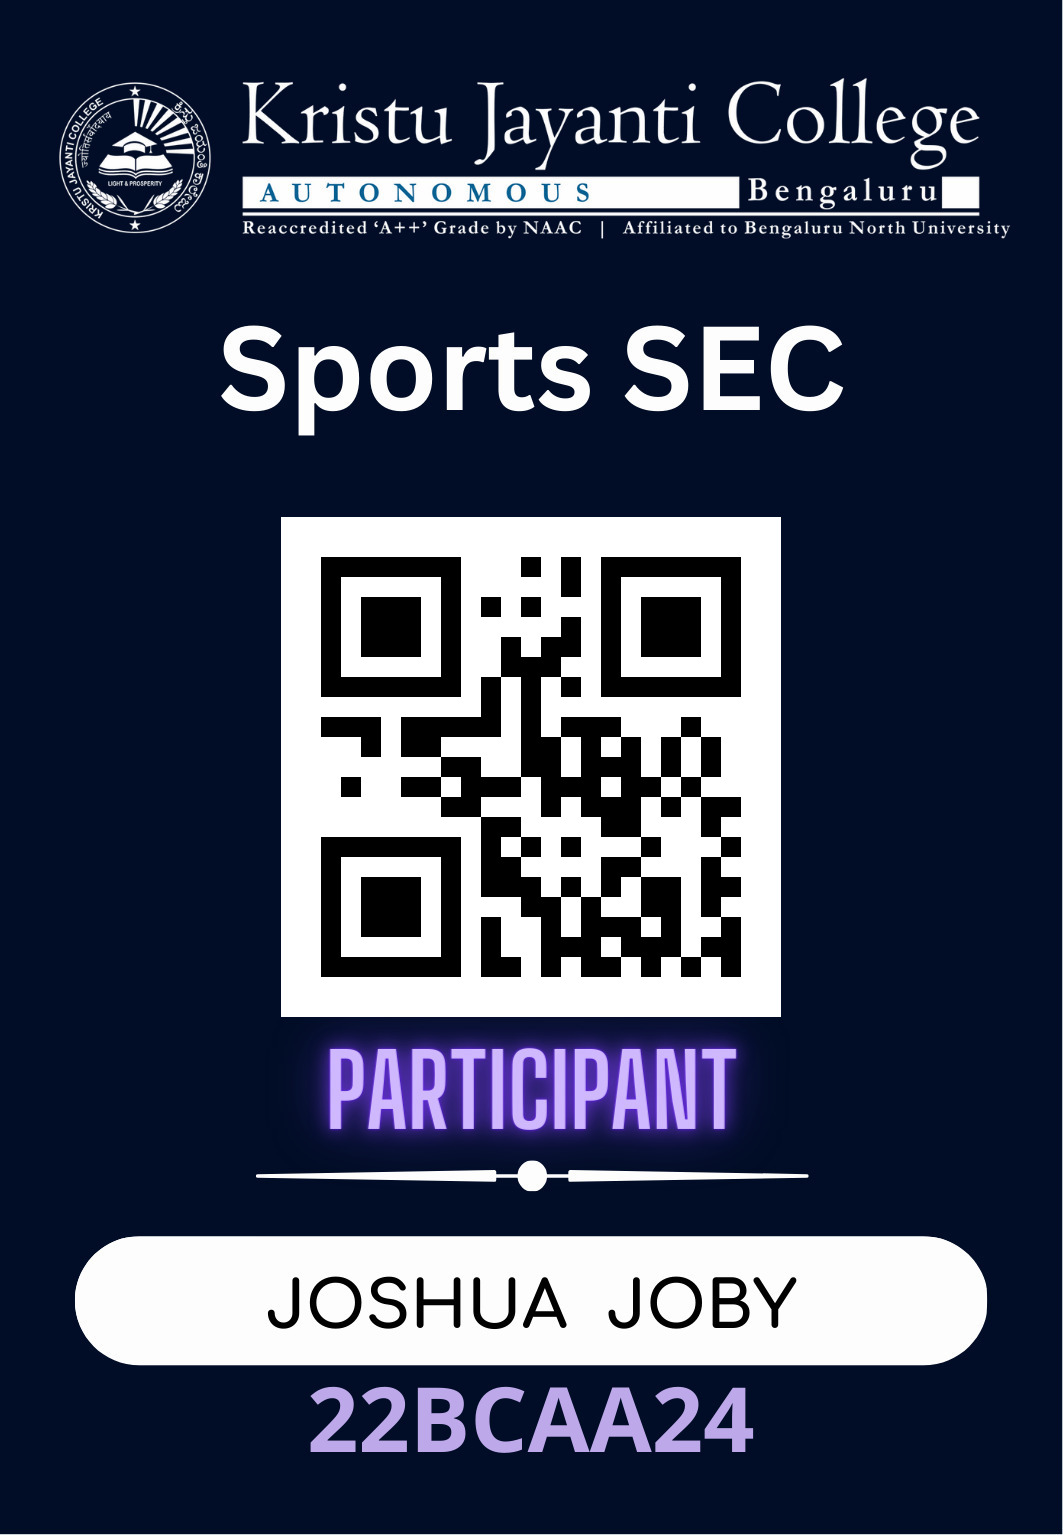 KRISTU JAYANTI COLLEGE
ज्योतिसंवादयाय
LIGHT & PROSPERITY
Kristu Jayanti College
AUTONOMOUS Bengaluru
Reaccredited ‘A++’ Grade by NAAC | Affiliated to Bengaluru North University
Sports SEC
PARTICIPANT
JOSHUA JOBY
22BCAA24